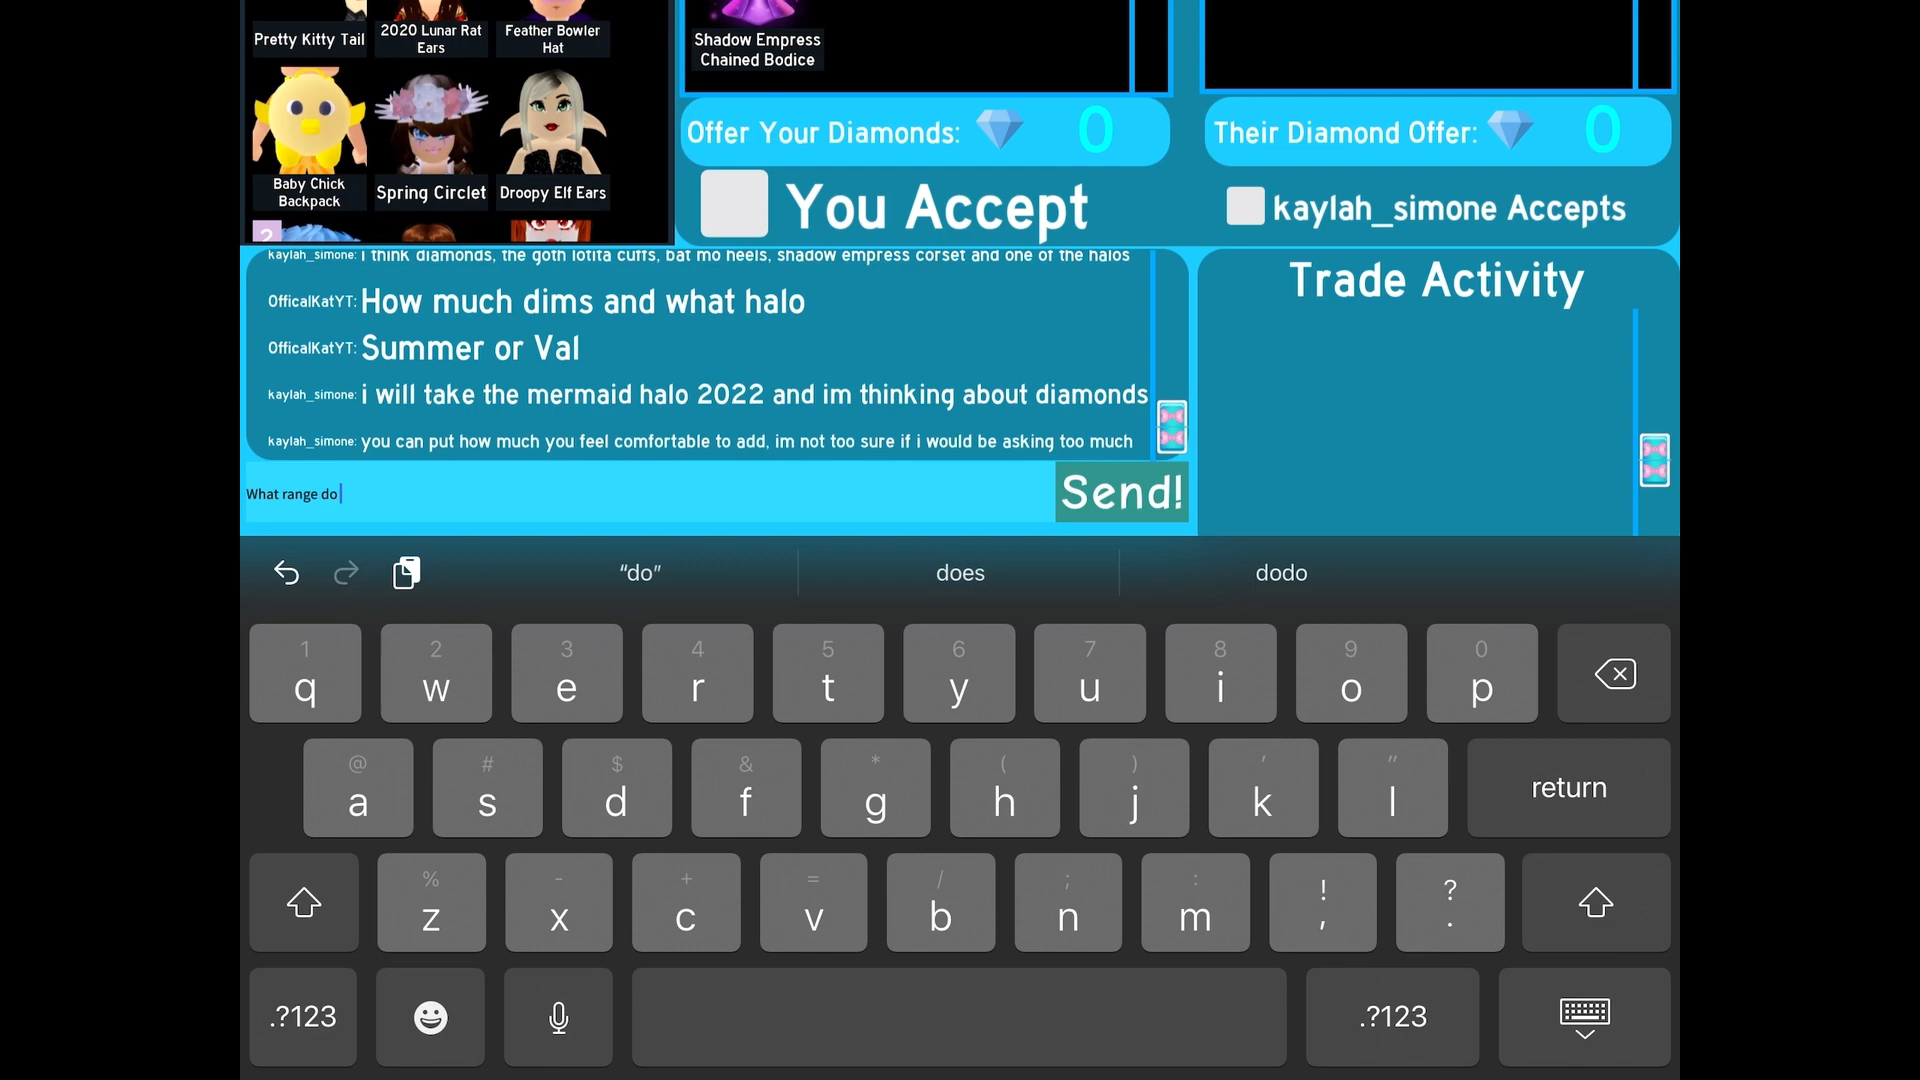 Pretty Kitty Tail
2020 Lunar Rat
Ears
Feather Bowler
Hat
Baby Chick
Backpack
Spring Circlet
Droopy Elf Ears
?
Shadow Empress
Chained Bodice
Offer Your Diamonds: 0
Their Diamond Offer: 0
You Accept
kaylah_simone Accepts
kaylah_simone: i think diamonds, the goth lolita cuffs, bat mo heels, shadow empress corset and one of the halos
OfficalKatYT: How much dims and what halo
OfficalKatYT: Summer or Val
kaylah_simone: i will take the mermaid halo 2022 and im thinking about diamonds
kaylah_simone: you can put how much you feel comfortable to add, im not too sure if i would be asking too much
What range do
Send!
Trade Activity
“do” does dodo
1 2 3 4 5 6 7 8 9 0
q w e r t y u i o p
@ # $ & * ( ) ' "
a s d f g h j k l return
% - + = / ; : ! ?
z x c v b n m , .
.?123 .?123